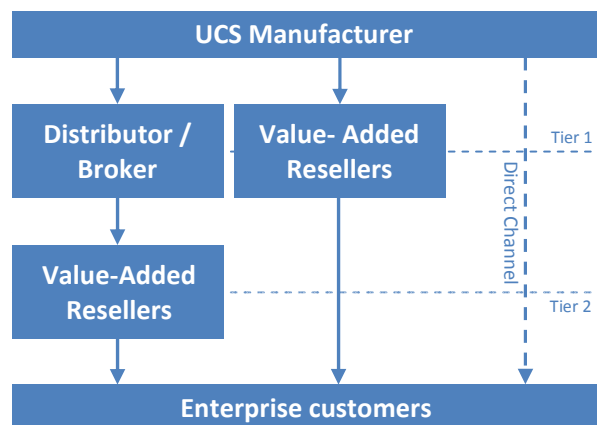 UCS Manufacturer
Distributor /
Broker
Value- Added
Resellers
Tier 1
Direct Channel
Value-Added
Resellers
Tier 2
Enterprise customers